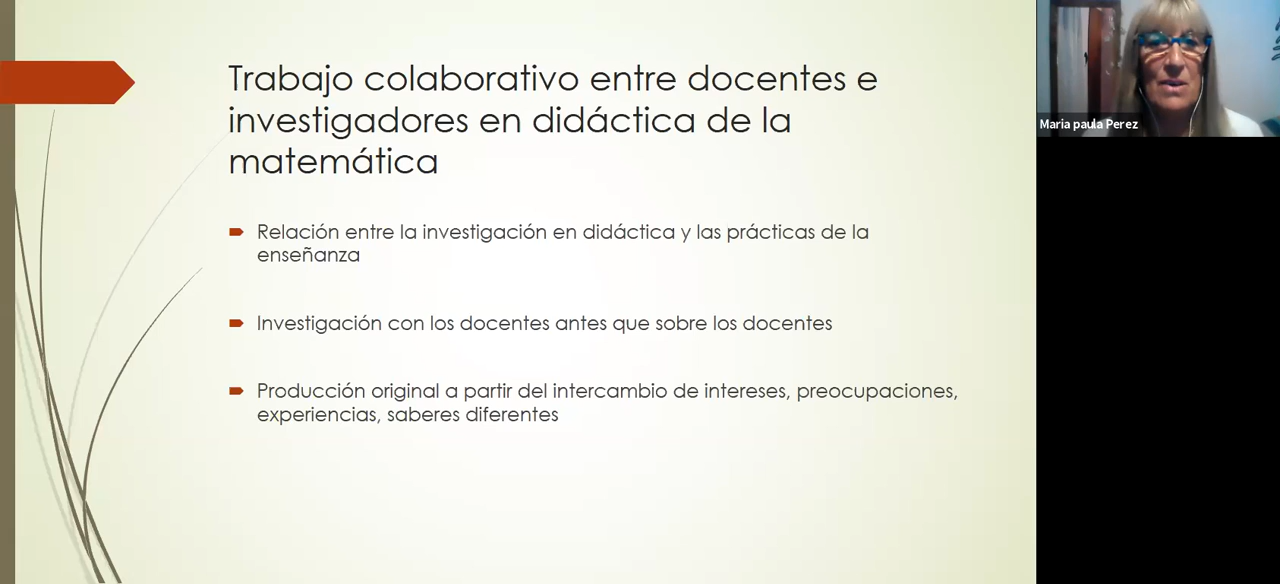 Trabajo colaborativo entre docentes e
investigadores en didáctica de la
matemática
Relación entre la investigación en didáctica y las prácticas de la
enseñanza
Investigación con los docentes antes que sobre los docentes
Producción original a partir del intercambio de intereses, preocupaciones,
experiencias, saberes diferentes
Maria paula Perez